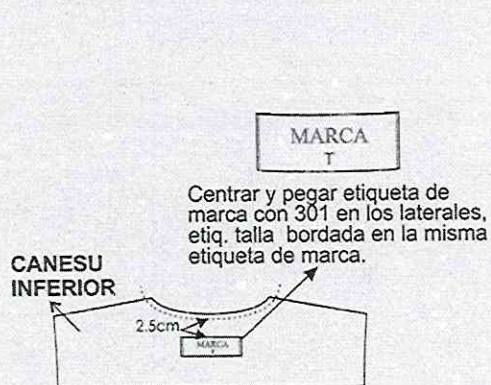 MARCA
T
Centrar y pegar etiqueta de
marca con 301 en los laterales,
etiq. talla bordada en la misma
etiqueta de marca.
CANESU
INFERIOR
2.5cm
MARCA
T